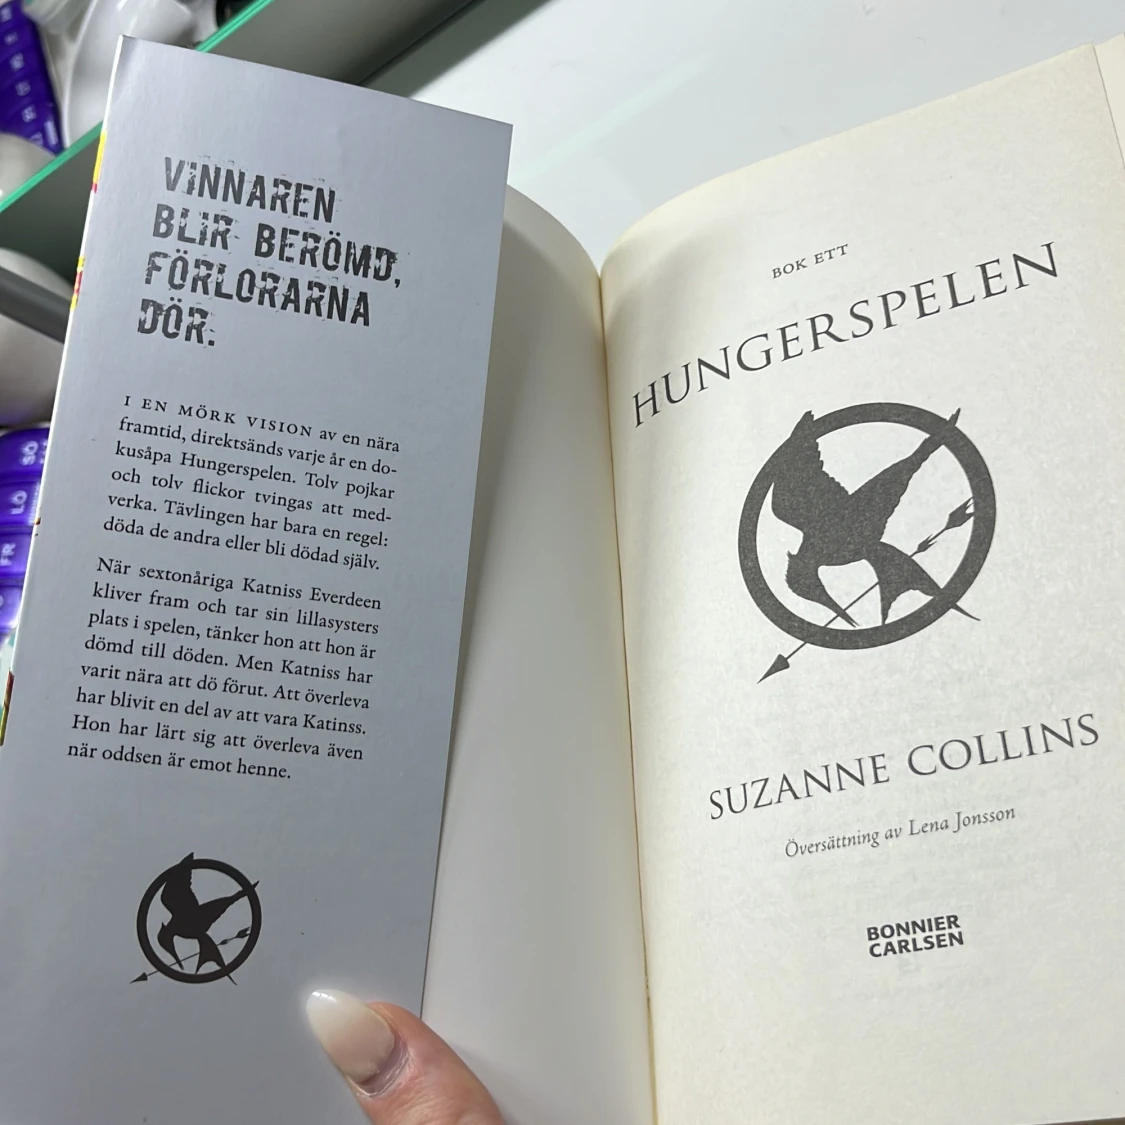 VINNAREN
BLIR BERÖMD,
FÖRLORARNA
DÖR.
I EN MÖRK VISION av en nära
framtid, direktsänds varje år en do-
kusåpa Hungerspelen. Tolv pojkar
och tolv flickor tvingas att med-
verka. Tävlingen har bara en regel:
döda de andra eller bli dödad själv.
När sextonåriga Katniss Everdeen
kliver fram och tar sin lillasysters
plats i spelen, tänker hon att hon är
dömd till döden. Men Katniss har
varit nära att dö förut. Att överleva
har blivit en del av att vara Katinss.
Hon har lärt sig att överleva även
när oddsen är emot henne.
BOK ETT
HUNGERSPELEN
SUZANNE COLLINS
Översättning av Lena Jonsson
BONNIER
CARLSEN
SÖ
LÖ
FR